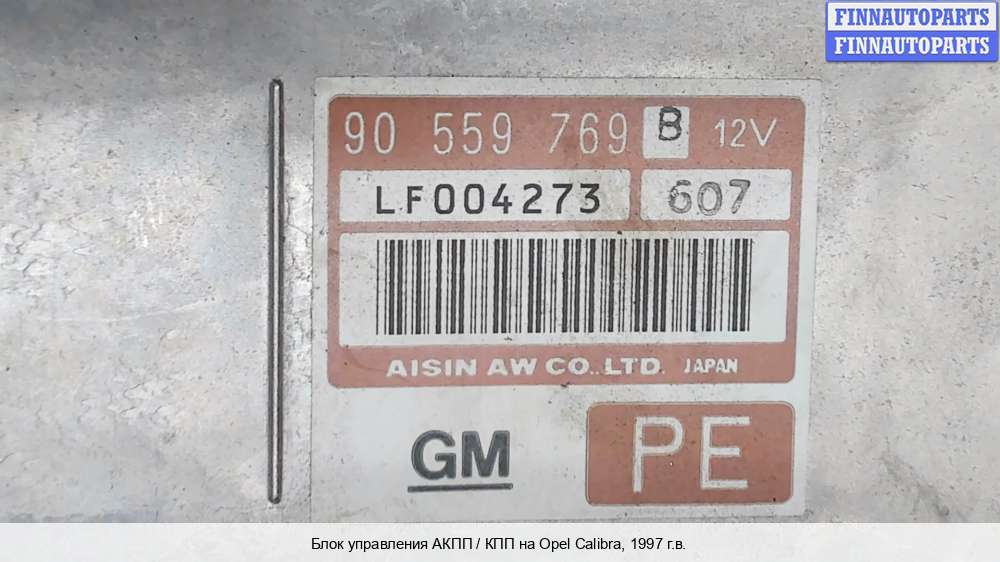 FINNAUTOPARTS
FINNAUTOPARTS
90 559 769 B 12V
LF004273 607
AISIN AW CO.,LTD. JAPAN
GM PE
Блок управления АКПП / КПП на Opel Calibra, 1997 г.в.